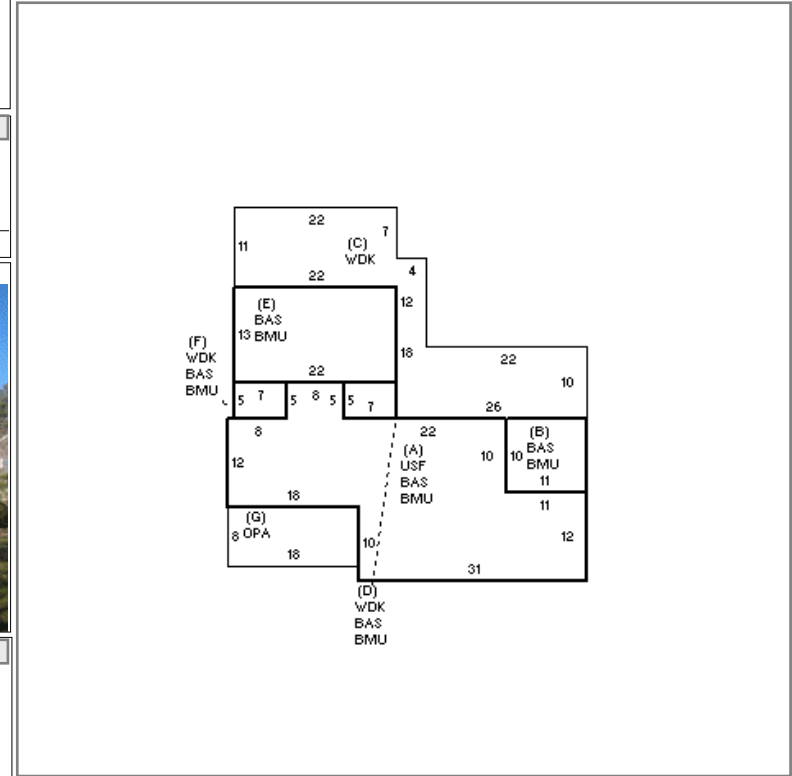 22
7
(C)
WDK
11
4
22
12
(E)
BAS
13 BMU
(F)
WDK
BAS
BMU
18
22
22
10
5 7 5 8 5 5 7
26
8
22
(B)
BAS
BMU
10 10
11
(A)
USF
BAS
BMU
12
18
11
(G)
OPA
8
10
12
18
31
(D)
WDK
BAS
BMU